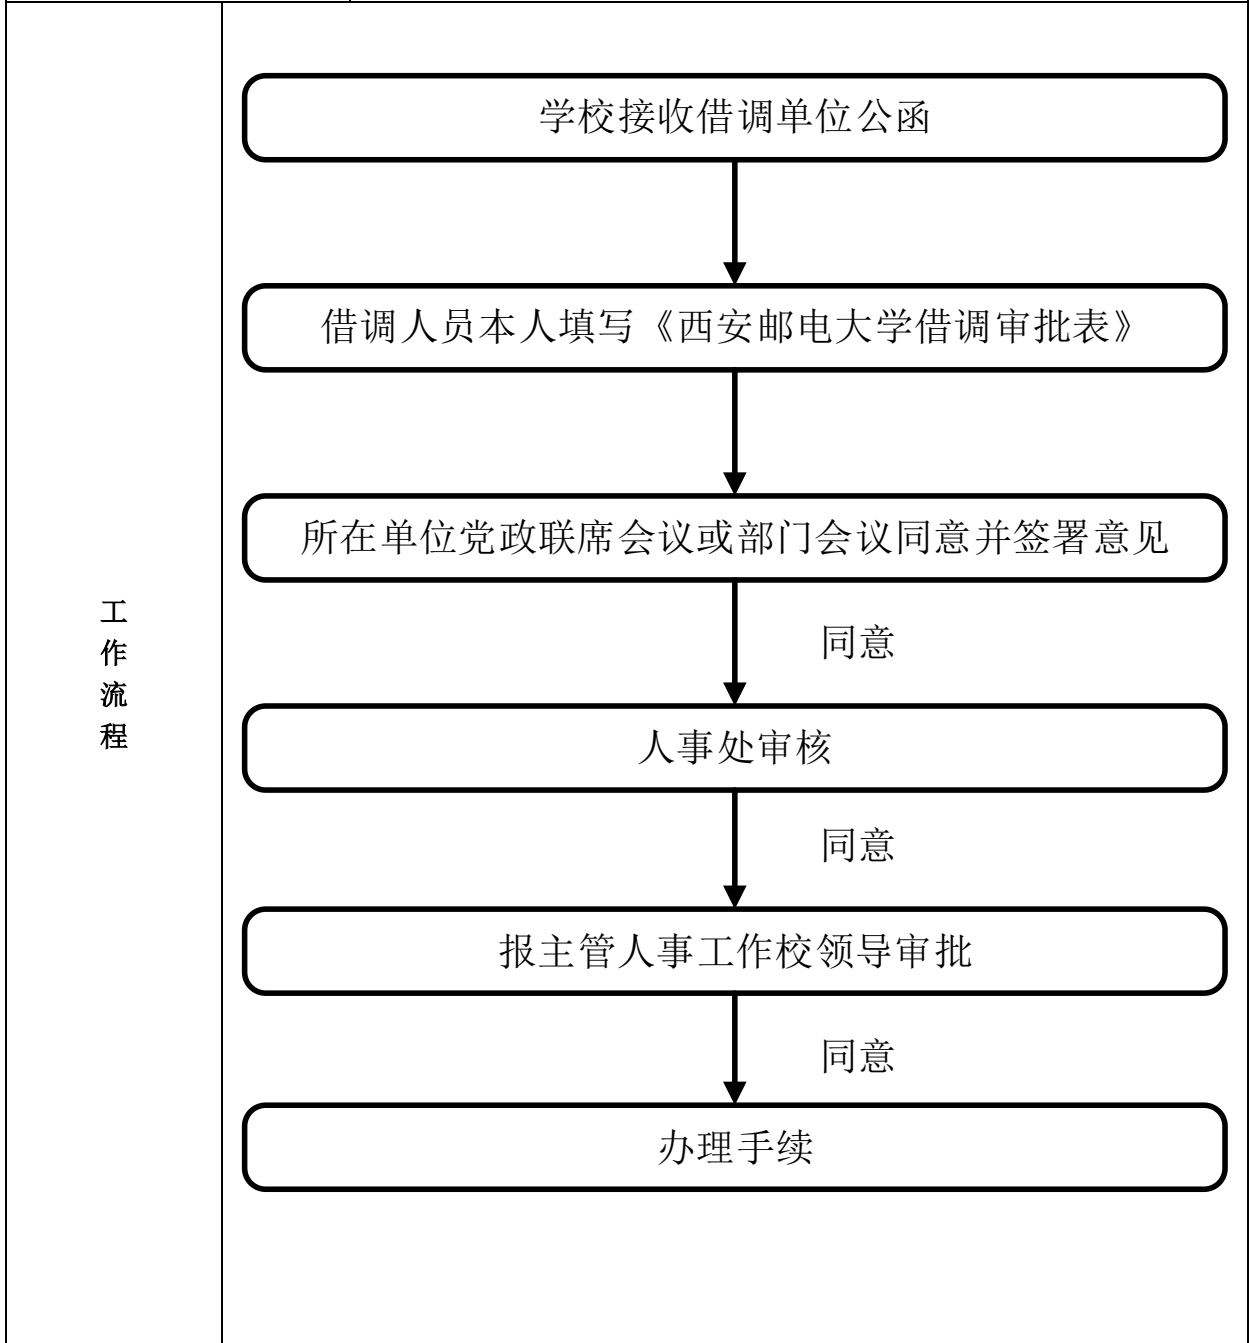 学校接收借调单位公函
借调人员本人填写《西安邮电大学借调审批表》
所在单位党政联席会议或部门会议同意并签署意见
同意
工
作
流
程
人事处审核
同意
报主管人事工作校领导审批
同意
办理手续